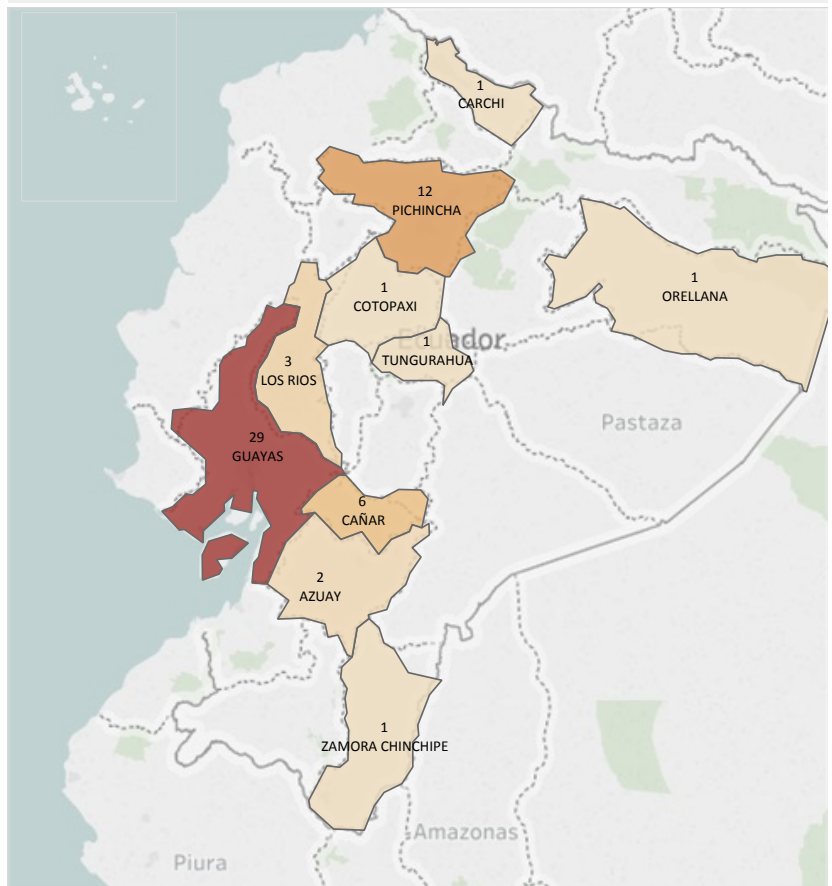 1
CARCHI
12
PICHINCHA
1
ORELLANA
1
COTOPAXI
Ecuador
1
TUNGURAHUA
3
LOS RIOS
Pastaza
29
GUAYAS
6
CAÑAR
2
AZUAY
1
ZAMORA CHINCHIPE
Amazonas
Piura